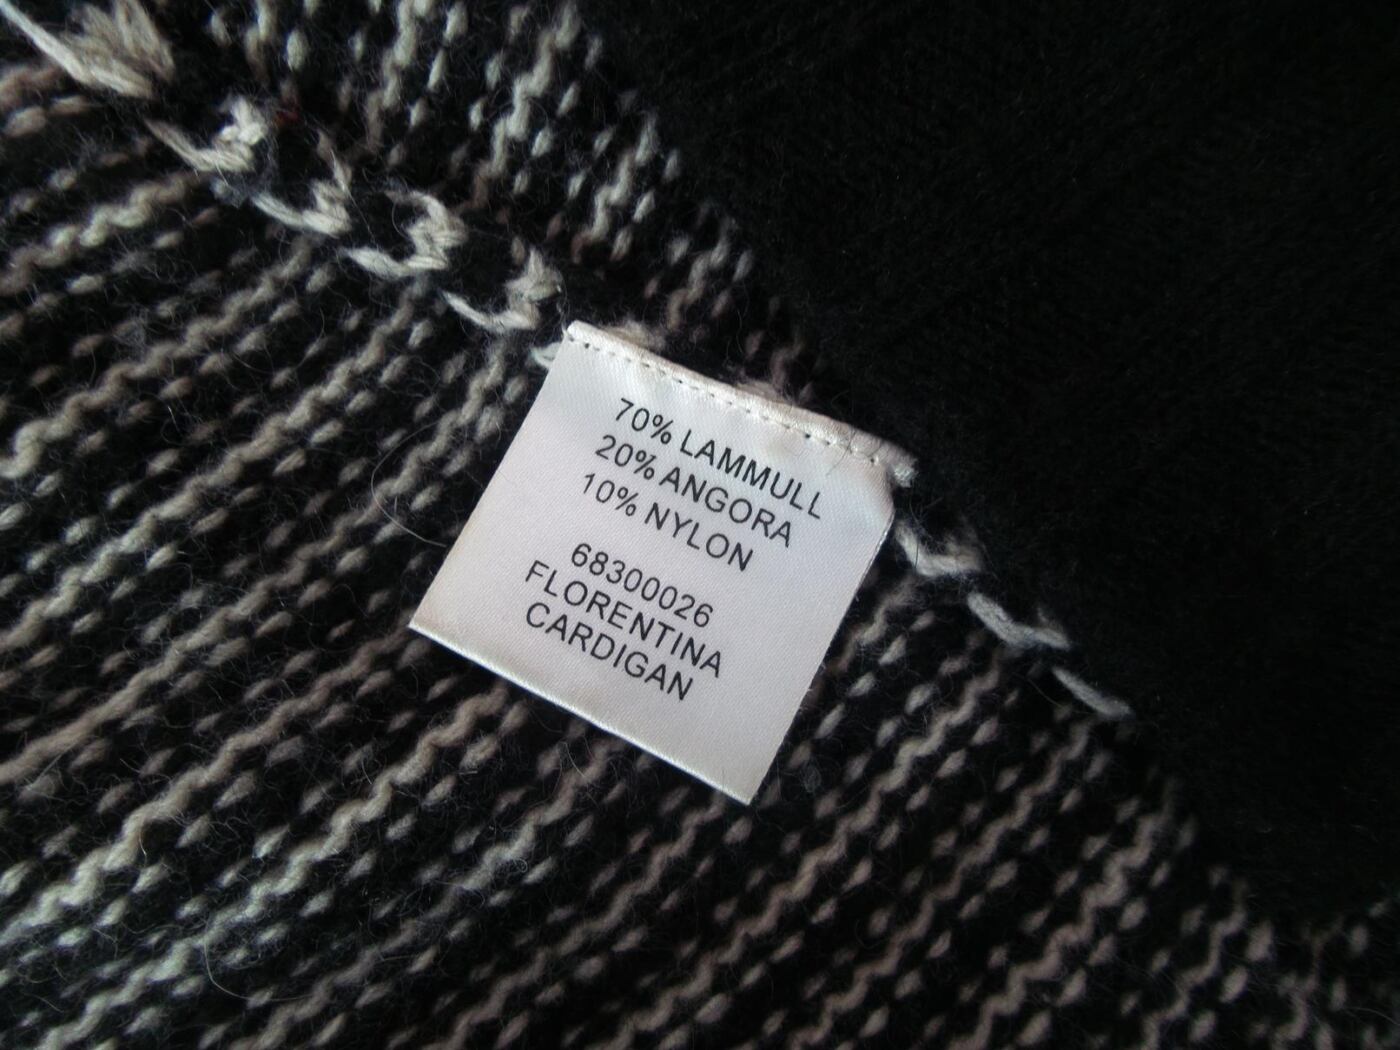 70% LAMMULL
20% ANGORA
10% NYLON
68300026
FLORENTINA
CARDIGAN